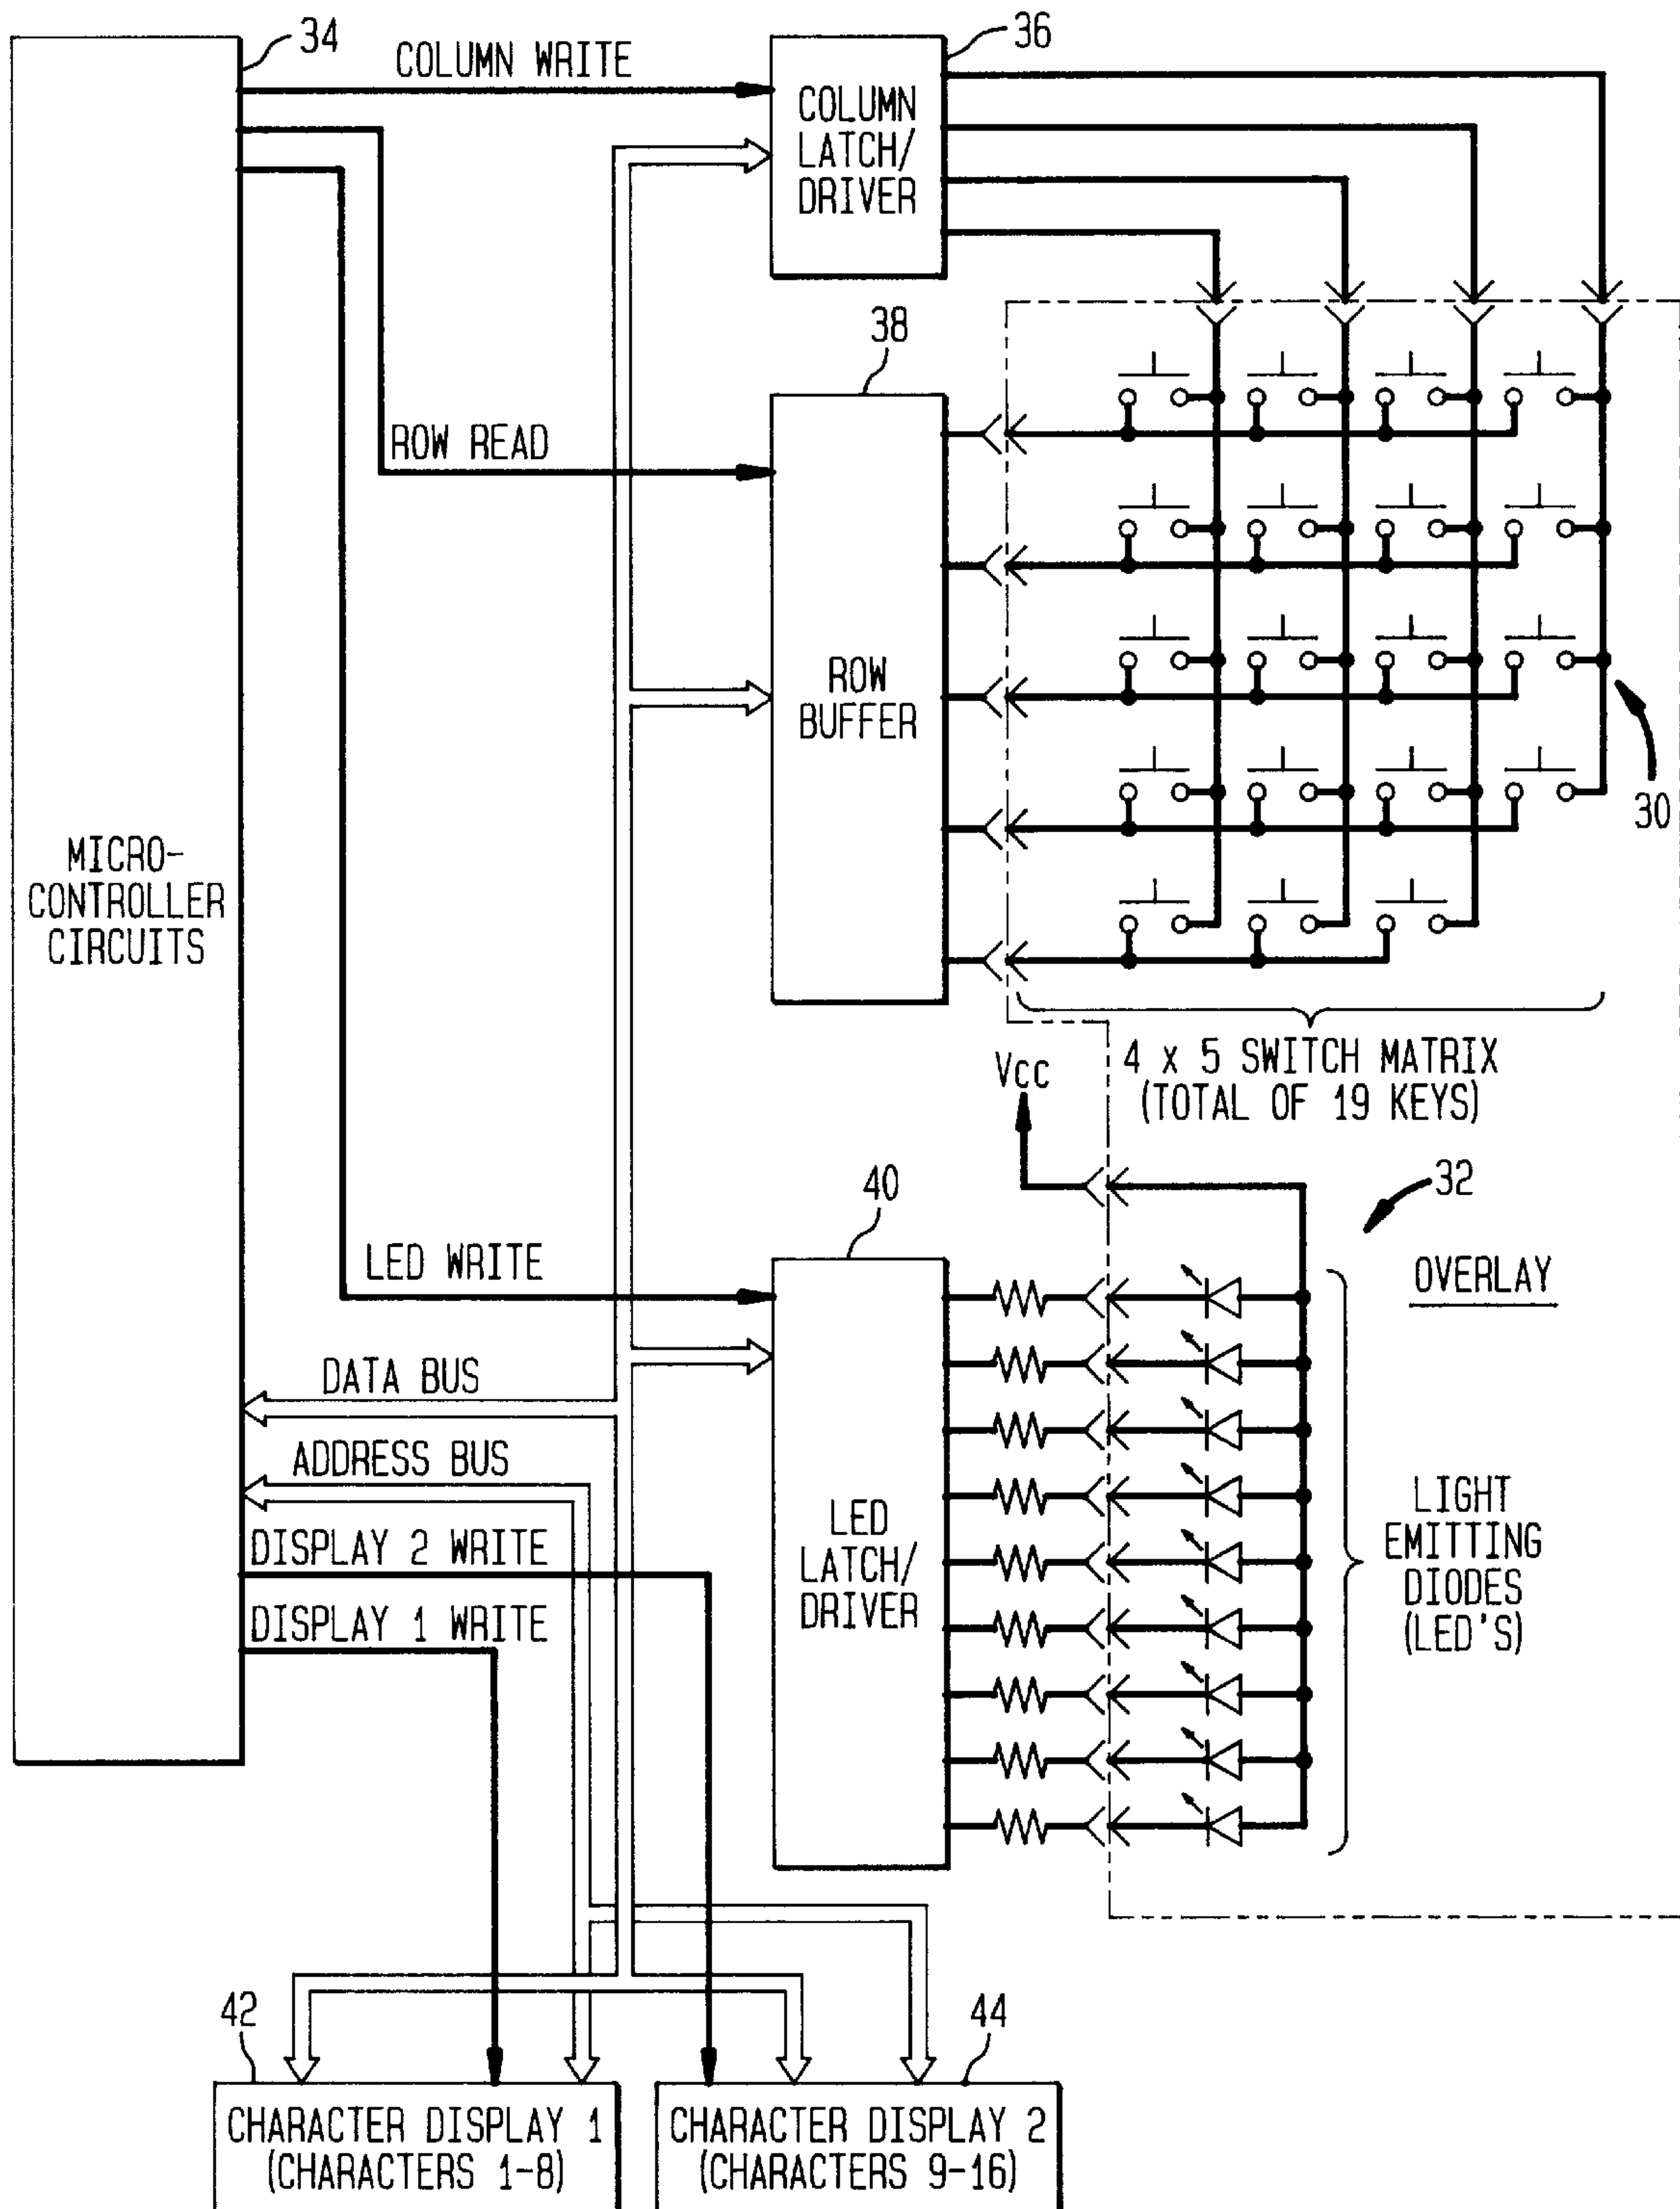 34
COLUMN WRITE
36
COLUMN
LATCH/
DRIVER
38
ROW READ
ROW
BUFFER
30
MICRO-
CONTROLLER
CIRCUITS
4 x 5 SWITCH MATRIX
(TOTAL OF 19 KEYS)
Vcc
32
40
OVERLAY
LED WRITE
DATA BUS
ADDRESS BUS
DISPLAY 2 WRITE
DISPLAY 1 WRITE
LED
LATCH/
DRIVER
LIGHT
EMITTING
DIODES
(LED'S)
42
44
CHARACTER DISPLAY 1
(CHARACTERS 1-8)
CHARACTER DISPLAY 2
(CHARACTERS 9-16)